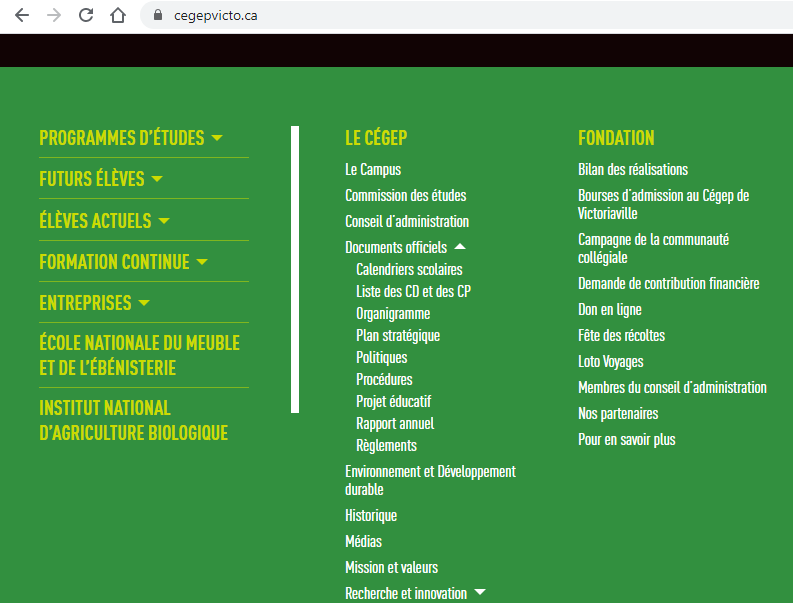 cegepvicto.ca
PROGRAMMES D'ÉTUDES
FUTURS ÉLÈVES
ÉLÈVES ACTUELS
FORMATION CONTINUE
ENTREPRISES
ÉCOLE NATIONALE DU MEUBLE
ET DE L'ÉBÉNISTERIE
INSTITUT NATIONAL
D'AGRICULTURE BIOLOGIQUE
LE CÉGEP
Le Campus
Commission des études
Conseil d'administration
Documents officiels
Calendriers scolaires
Liste des CD et des CP
Organigramme
Plan stratégique
Politiques
Procédures
Projet éducatif
Rapport annuel
Règlements
Environnement et Développement
durable
Historique
Médias
Mission et valeurs
Recherche et innovation
FONDATION
Bilan des réalisations
Bourses d'admission au Cégep de
Victoriaville
Campagne de la communauté
collégiale
Demande de contribution financière
Don en ligne
Fête des récoltes
Loto Voyages
Membres du conseil d'administration
Nos partenaires
Pour en savoir plus